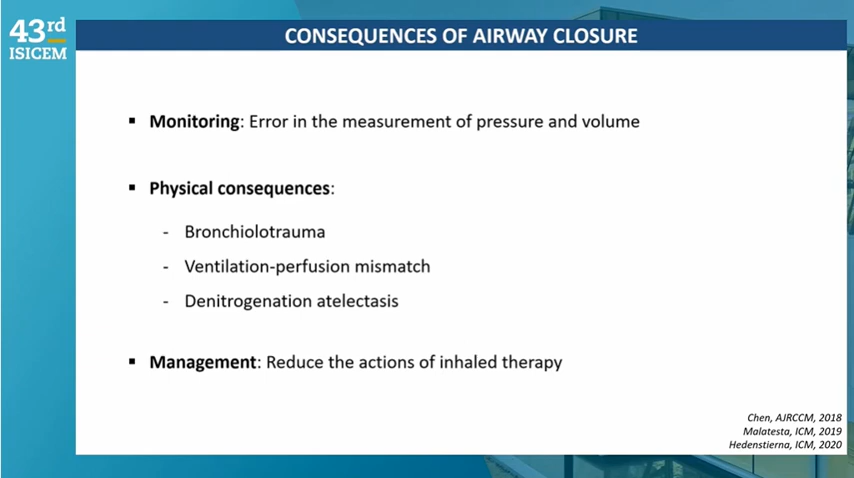 43rd
ISICEM
CONSEQUENCES OF AIRWAY CLOSURE
▪ Monitoring: Error in the measurement of pressure and volume
▪ Physical consequences:
- Bronchiolotrauma
- Ventilation-perfusion mismatch
- Denitrogenation atelectasis
▪ Management: Reduce the actions of inhaled therapy
Chen, AJRCCM, 2018
Malatesta, ICM, 2019
Hedenstierna, ICM, 2020